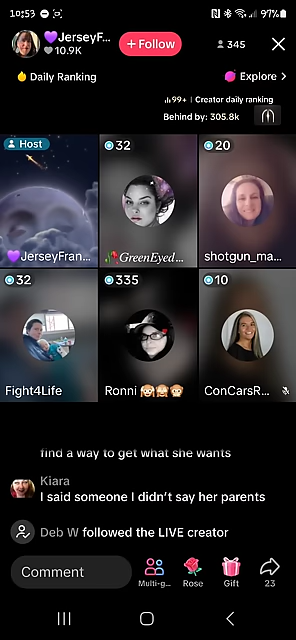 10:53
97%
💜JerseyF...
10.9K
+ Follow
345
Daily Ranking
Explore >
99+ | Creator daily ranking
Behind by: 305.8k
Host
32
20
💜JerseyFran...
🥀GreenEyed...
shotgun_ma...
32
335
10
Fight4Life
Ronni 🙈🙉🙊
ConCarsR...
find a way to get what she wants
Kiara
I said someone I didn't say her parents
Deb W followed the LIVE creator
Comment
Multi-g...
Rose
Gift
23